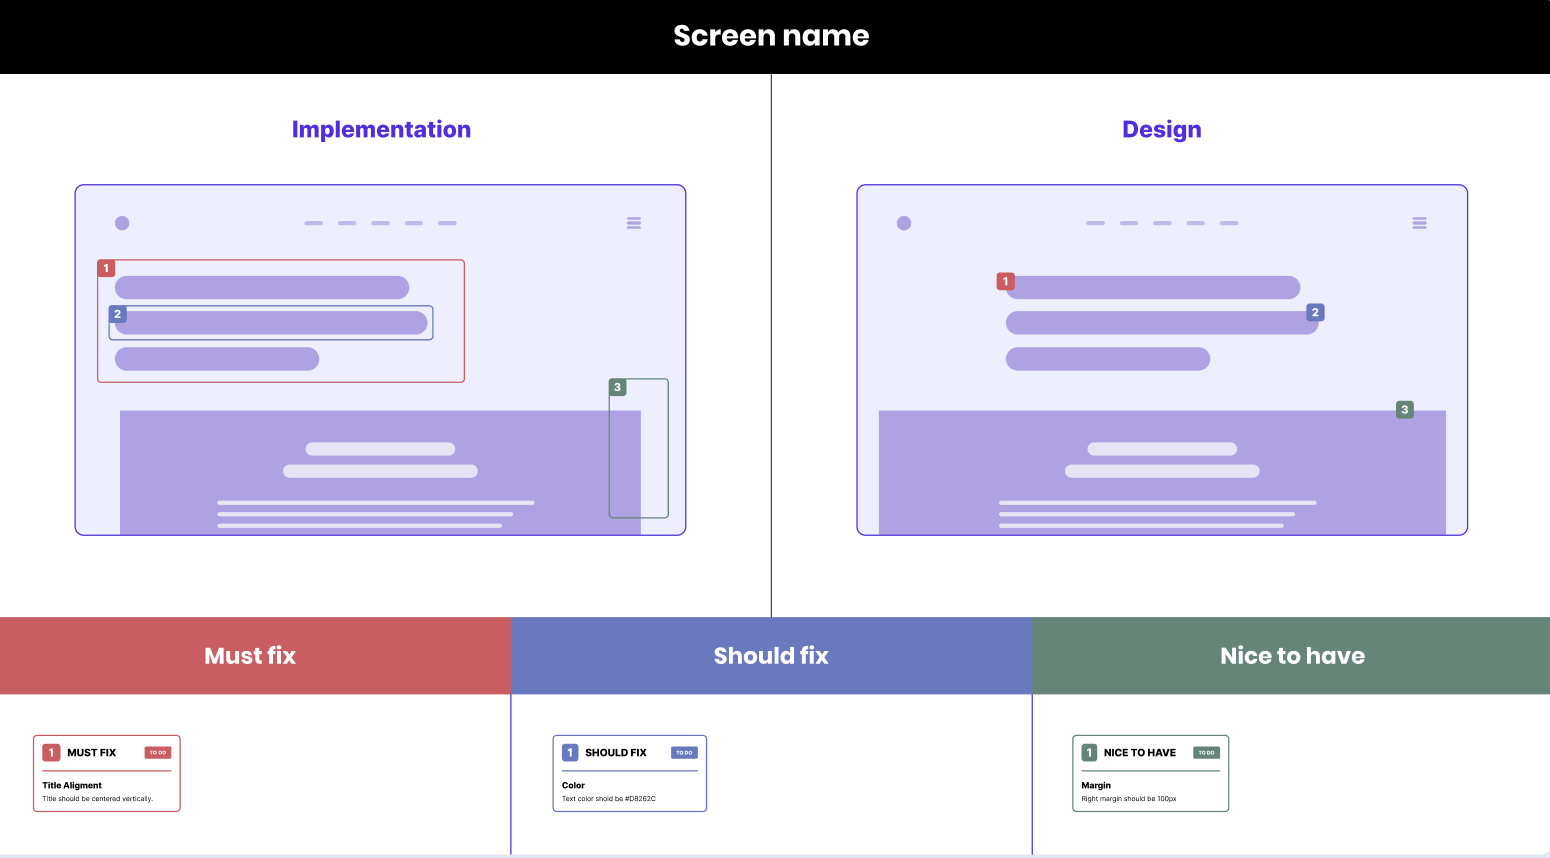 Screen name
Implementation
Design
1
2
3
1
2
3
Must fix
Should fix
Nice to have
1 MUST FIX TO DO
Title Aligment
Title should be centered vertically.
1 SHOULD FIX TO DO
Color
Text color shold be #D8262C
1 NICE TO HAVE TO DO
Margin
Right margin should be 100px